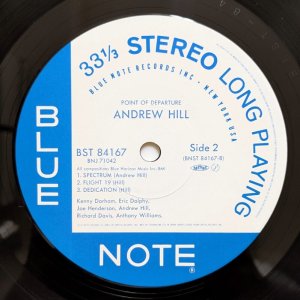 33⅓ STEREO LONG PLAYING
BLUE NOTE RECORDS INC · NEW YORK USA
POINT OF DEPARTURE
ANDREW HILL
BST 84167
BNJ 71042
Side 2
(BNST 84167-B)
All compositions Blue Horizon Music Inc. BMI
1. SPECTRUM (Andrew Hill)
2. FLIGHT 19 (Hill)
3. DEDICATION (Hill)
Kenny Dorham, Eric Dolphy,
Joe Henderson, Andrew Hill,
Richard Davis, Anthony Williams.
BLUE
NOTE